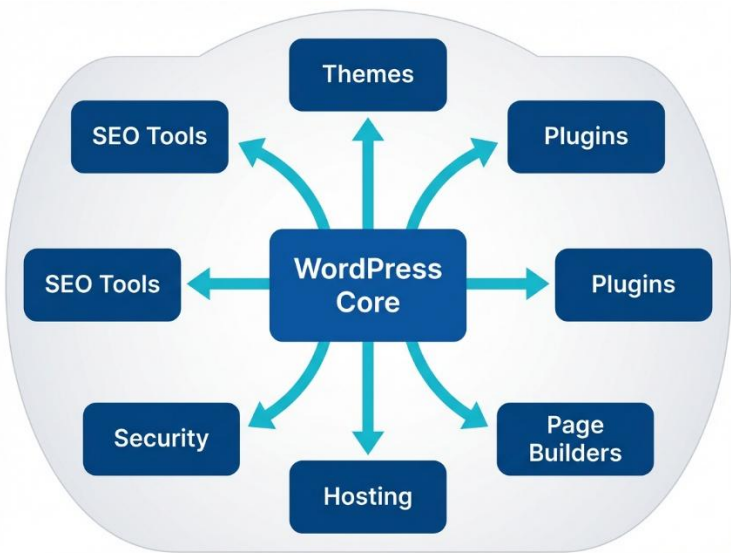 Themes
SEO Tools
Plugins
SEO Tools
WordPress
Core
Plugins
Security
Page
Builders
Hosting